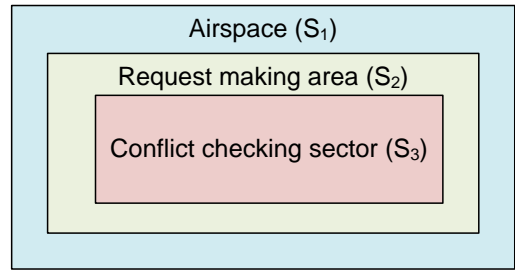 Airspace (S₁)
Request making area (S₂)
Conflict checking sector (S₃)